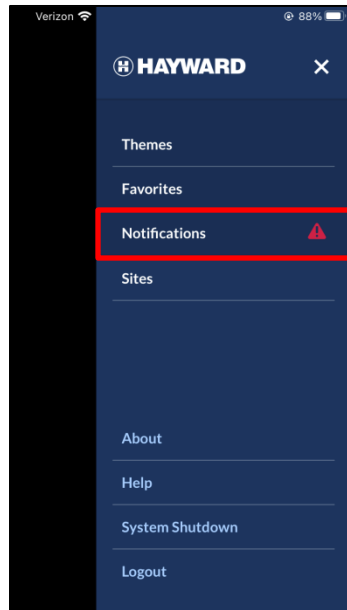 Verizon 88%
HAYWARD
Themes
Favorites
Notifications
Sites
About
Help
System Shutdown
Logout